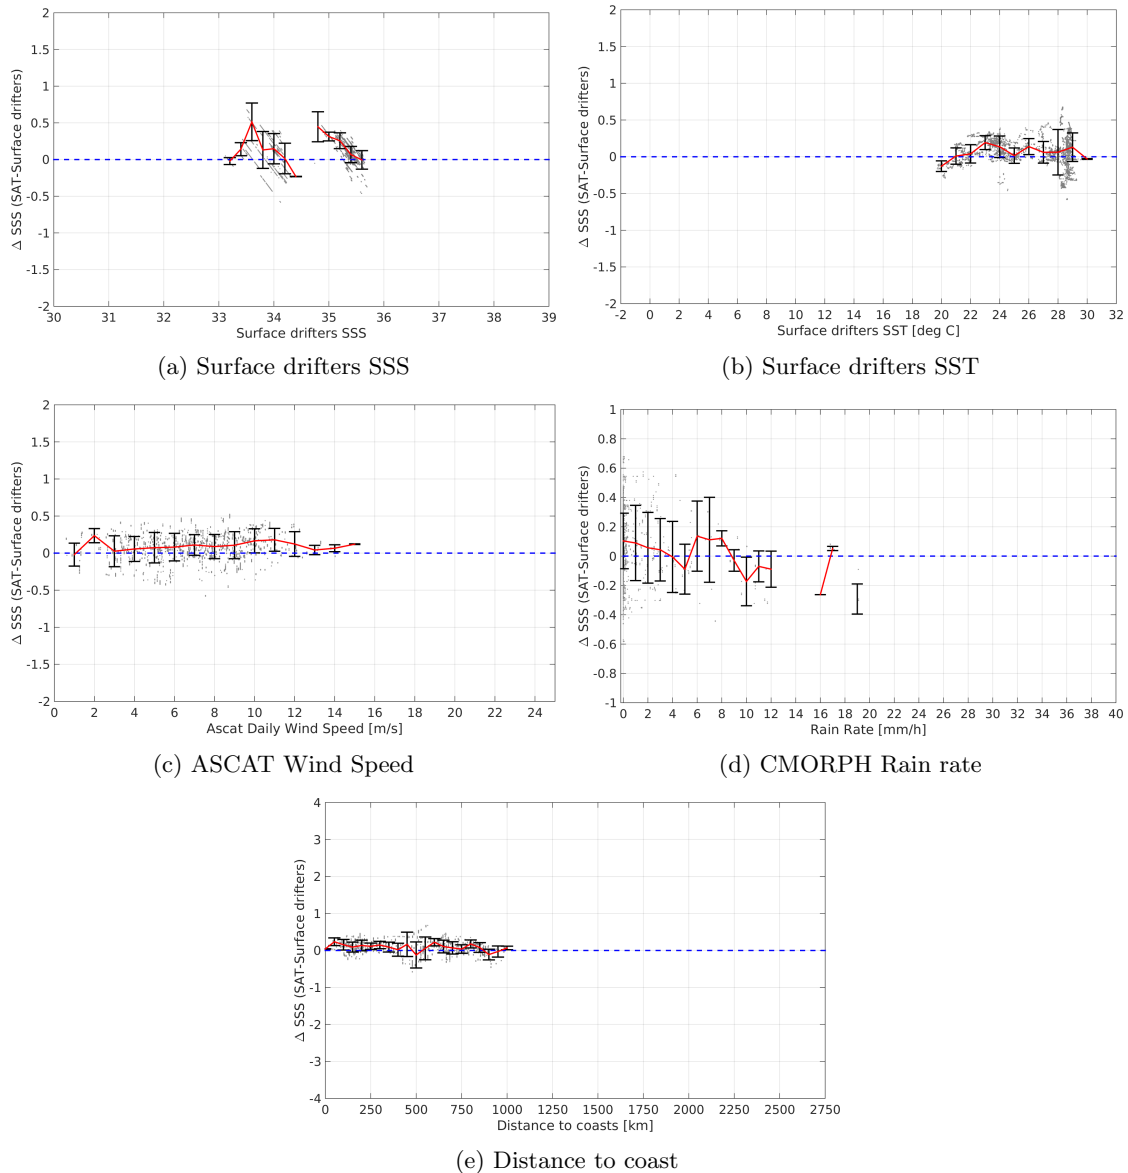 2
1.5
1
0.5
0
-0.5
-1
-1.5
-2
Δ SSS (SAT-Surface drifters)
30 31 32 33 34 35 36 37 38 39
Surface drifters SSS
(a) Surface drifters SSS
2
1.5
1
0.5
0
-0.5
-1
-1.5
-2
Δ SSS (SAT-Surface drifters)
-2 0 2 4 6 8 10 12 14 16 18 20 22 24 26 28 30 32
Surface drifters SST [deg C]
(b) Surface drifters SST
2
1.5
1
0.5
0
-0.5
-1
-1.5
-2
Δ SSS (SAT-Surface drifters)
0 2 4 6 8 10 12 14 16 18 20 22 24
Ascat Daily Wind Speed [m/s]
(c) ASCAT Wind Speed
1
0.8
0.6
0.4
0.2
0
-0.2
-0.4
-0.6
-0.8
-1
Δ SSS (SAT-Surface drifters)
0 2 4 6 8 10 12 14 16 18 20 22 24 26 28 30 32 34 36 38 40
Rain Rate [mm/h]
(d) CMORPH Rain rate
4
3
2
1
0
-1
-2
-3
-4
Δ SSS (SAT-Surface drifters)
0 250 500 750 1000 1250 1500 1750 2000 2250 2500 2750
Distance to coasts [km]
(e) Distance to coast